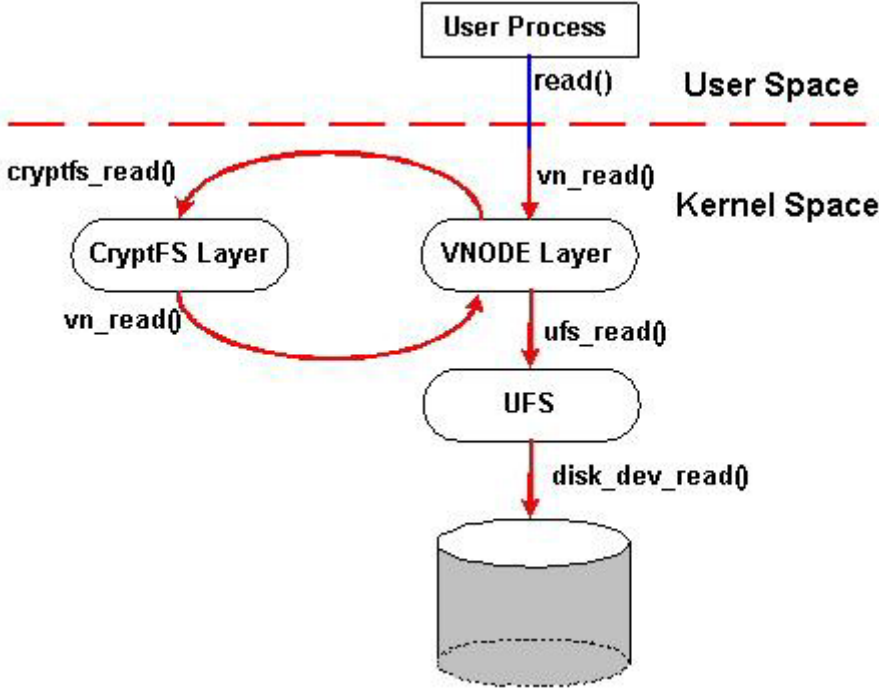 User Process
read()
User Space
cryptfs_read()
vn_read()
Kernel Space
CryptFS Layer
VNODE Layer
vn_read()
ufs_read()
UFS
disk_dev_read()